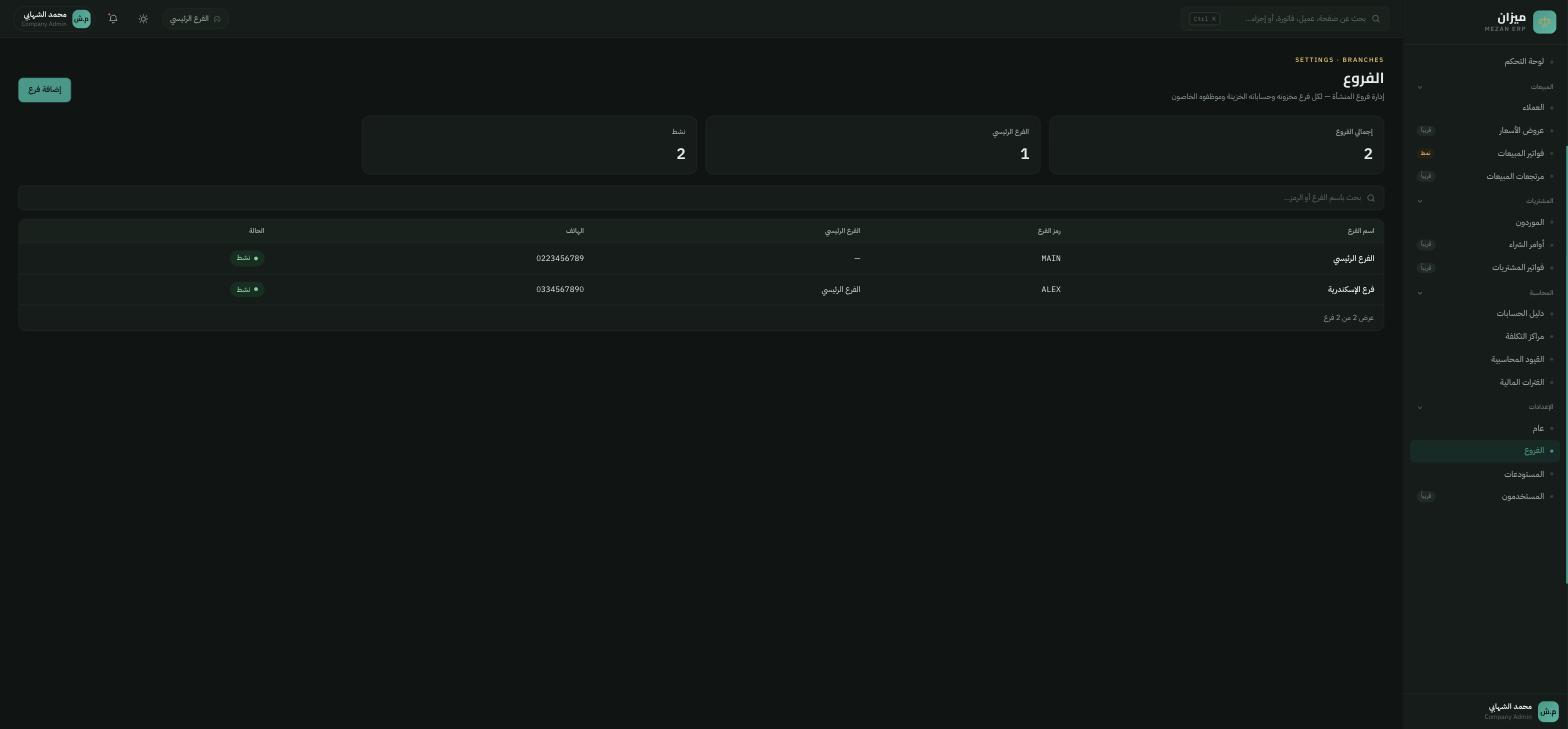 ميزان
MEZAN ERP
لوحة التحكم
المبيعات
العملاء
عروض الأسعار قريباً
فواتير المبيعات نمط
مرتجعات المبيعات قريباً
المشتريات
الموردون
أوامر الشراء قريباً
فواتير المشتريات قريباً
المحاسبة
دليل الحسابات
مراكز التكلفة
القيود المحاسبية
الفترات المالية
الإعدادات
عام
الفروع
المستودعات
المستخدمون قريباً
م.ش محمد الشهابي
Company Admin
بحث عن صفحة، عميل، فاتورة، أو إجراء... Ctrl K
الفرع الرئيسي
م.ش محمد الشهابي
Company Admin
SETTINGS · BRANCHES
الفروع
إدارة فروع المنشأة — لكل فرع مخزونه وحساباته الخزينة وموظفوه الخاصون
إضافة فرع
إجمالي الفروع
2
الفرع الرئيسي
1
نشط
2
بحث باسم الفرع أو الرمز...
اسم الفرع رمز الفرع الفرع الرئيسي الهاتف الحالة
الفرع الرئيسي MAIN — 0223456789 نشط
فرع الإسكندرية ALEX الفرع الرئيسي 0334567890 نشط
عرض 2 من 2 فرع